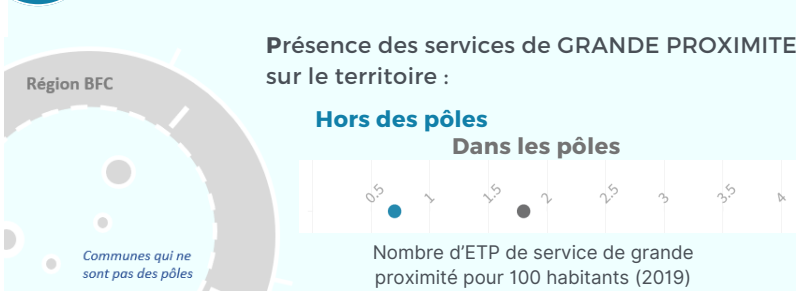 Présence des services de GRANDE PROXIMITE
sur le territoire :
Région BFC
Hors des pôles
Dans les pôles
0.5 1 1.5 2 2.5 3 3.5 4
Communes qui ne
sont pas des pôles
Nombre d'ETP de service de grande
proximité pour 100 habitants (2019)